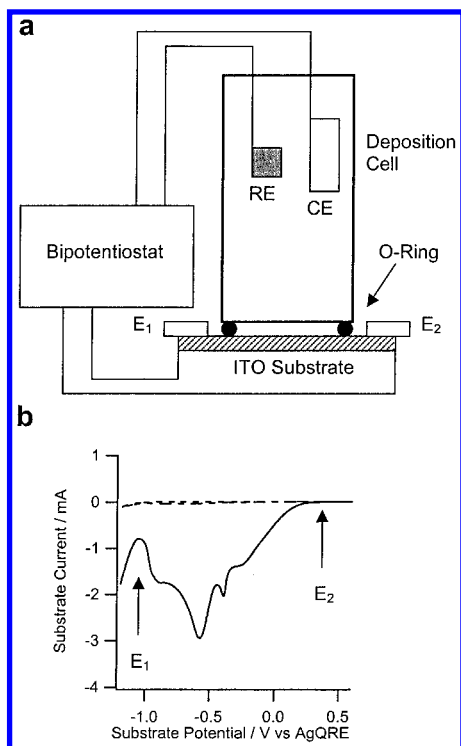 a
Deposition
Cell
RE
CE
Bipotentiostat
O-Ring
E1
E2
ITO Substrate
b
Substrate Current / mA
1
0
-1
-2
-3
-4
E1
E2
-1.0
-0.5
0.0
0.5
Substrate Potential / V vs AgQRE